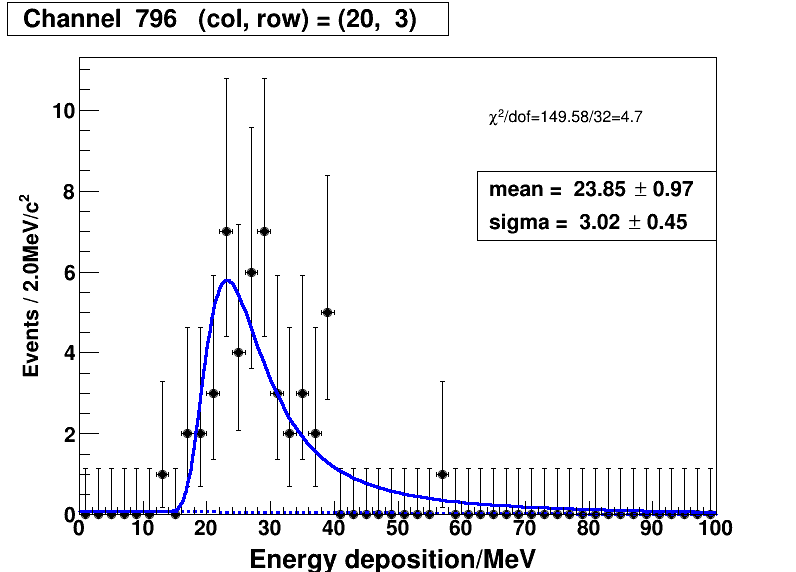 Channel 796 (col, row) = (20, 3)
χ²/dof=149.58/32=4.7
mean = 23.85 ± 0.97
sigma = 3.02 ± 0.45
Events / 2.0MeV/c²
10
8
6
4
2
0
0 10 20 30 40 50 60 70 80 90 100
Energy deposition/MeV